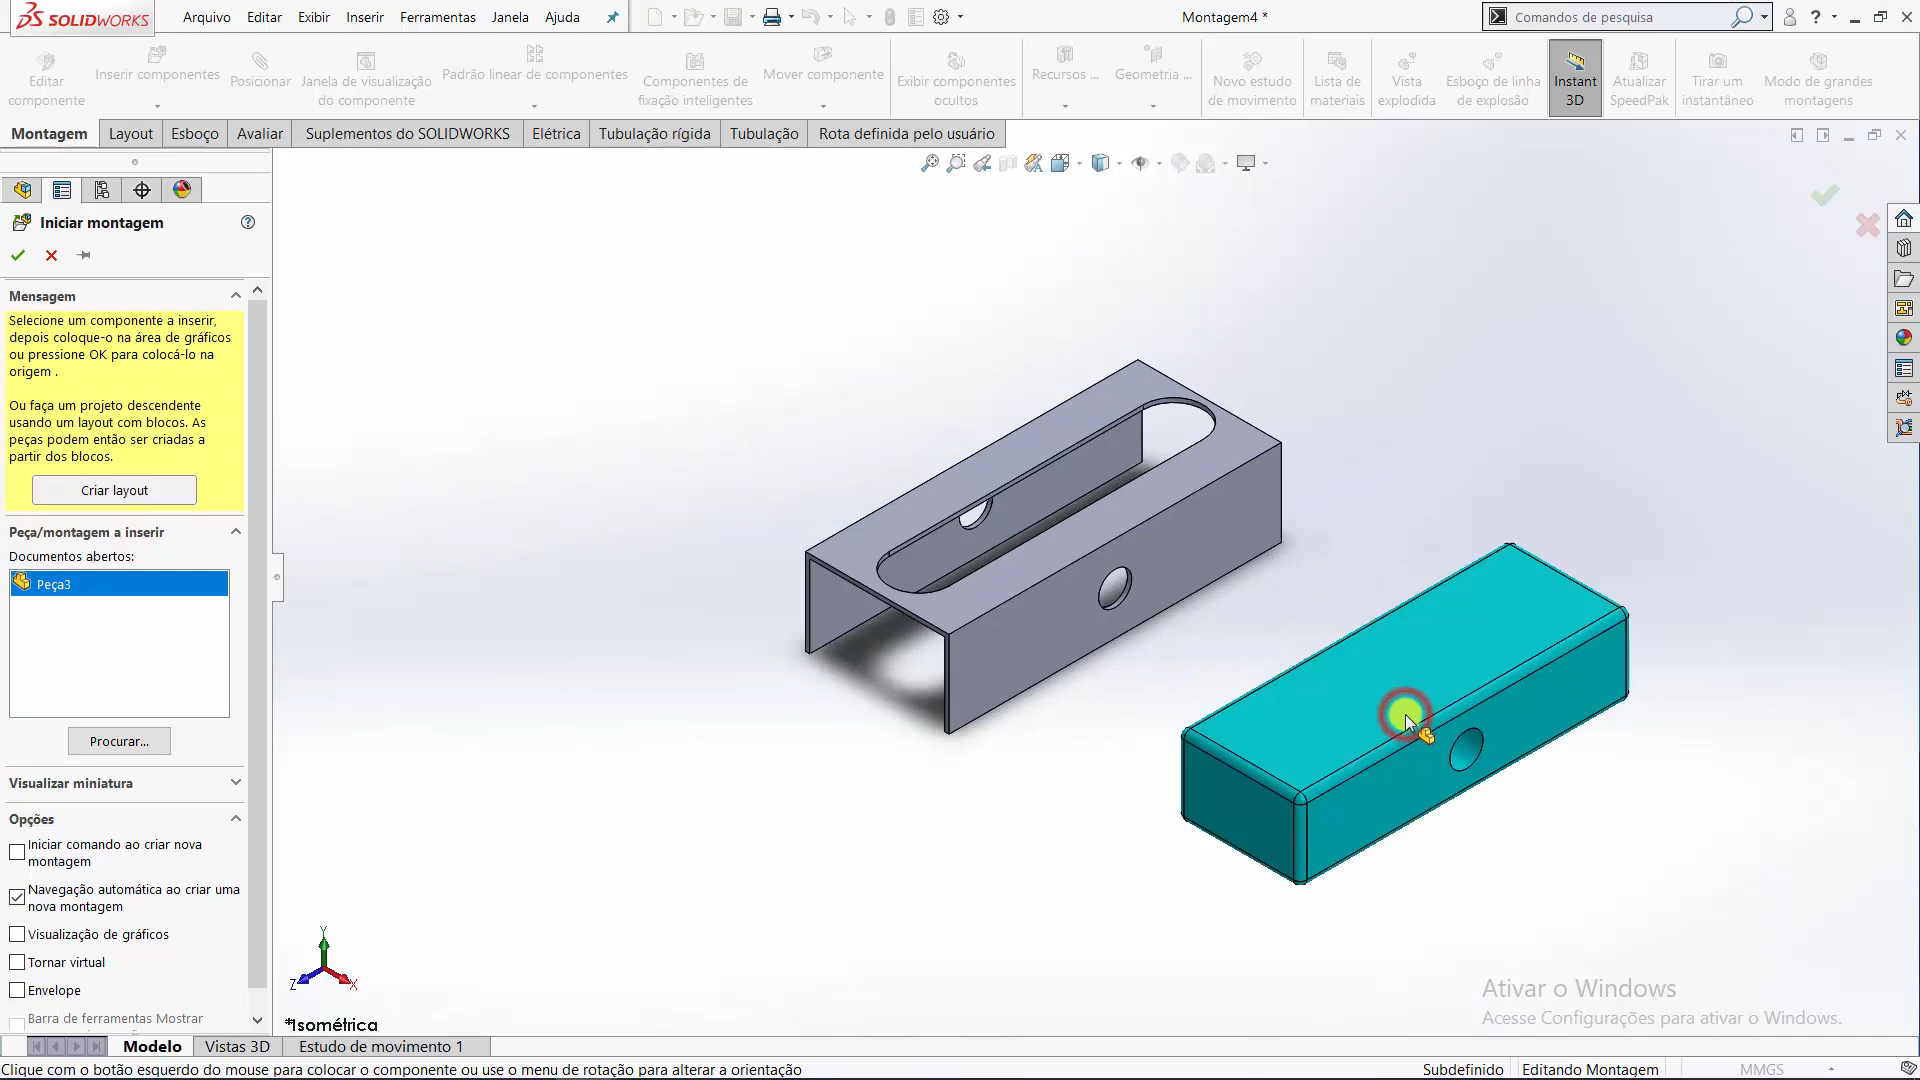 SOLIDWORKS
Arquivo Editar Exibir Inserir Ferramentas Janela Ajuda
Montagem4 *
Comandos de pesquisa
?
Editar componente
Inserir componentes
Posicionar
Janela de visualização do componente
Padrão linear de componentes
Componentes de fixação inteligentes
Mover componente
Exibir componentes ocultos
Recursos ...
Geometria ...
Novo estudo de movimento
Lista de materiais
Vista explodida
Esboço de linha de explosão
Instant 3D
Atualizar SpeedPak
Tirar um instantâneo
Modo de grandes montagens
Montagem Layout Esboço Avaliar Suplementos do SOLIDWORKS Elétrica Tubulação rígida Tubulação Rota definida pelo usuário
Iniciar montagem
Mensagem
Selecione um componente a inserir,
depois coloque-o na área de gráficos
ou pressione OK para colocá-lo na
origem .
Ou faça um projeto descendente
usando um layout com blocos. As
peças podem então ser criadas a
partir dos blocos.
Criar layout
Peça/montagem a inserir
Documentos abertos:
Peça3
Procurar...
Visualizar miniatura
Opções
Iniciar comando ao criar nova
montagem
Navegação automática ao criar uma
nova montagem
Visualização de gráficos
Tornar virtual
Envelope
Barra de ferramentas Mostrar
Y
Z
X
*Isométrica
Ativar o Windows
Acesse Configurações para ativar o Windows.
Modelo Vistas 3D Estudo de movimento 1
Clique com o botão esquerdo do mouse para colocar o componente ou use o menu de rotação para alterar a orientação
Subdefinido Editando Montagem MMGS